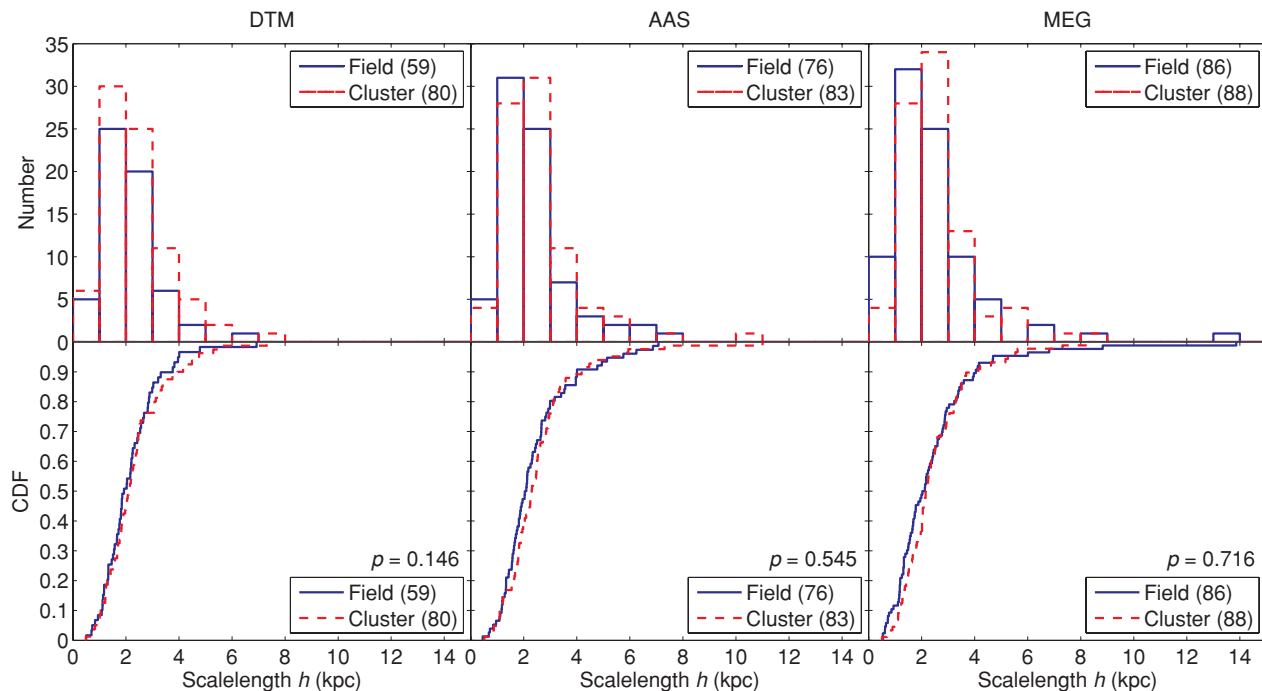 DTM
AAS
MEG
Number
35
30
25
20
15
10
5
0
Field (59)
Cluster (80)
Field (76)
Cluster (83)
Field (86)
Cluster (88)
CDF
0.9
0.8
0.7
0.6
0.5
0.4
0.3
0.2
0.1
0
p = 0.146
Field (59)
Cluster (80)
p = 0.545
Field (76)
Cluster (83)
p = 0.716
Field (86)
Cluster (88)
0 2 4 6 8 10 12 14
0 2 4 6 8 10 12 14
0 2 4 6 8 10 12 14
Scalelength h (kpc)
Scalelength h (kpc)
Scalelength h (kpc)